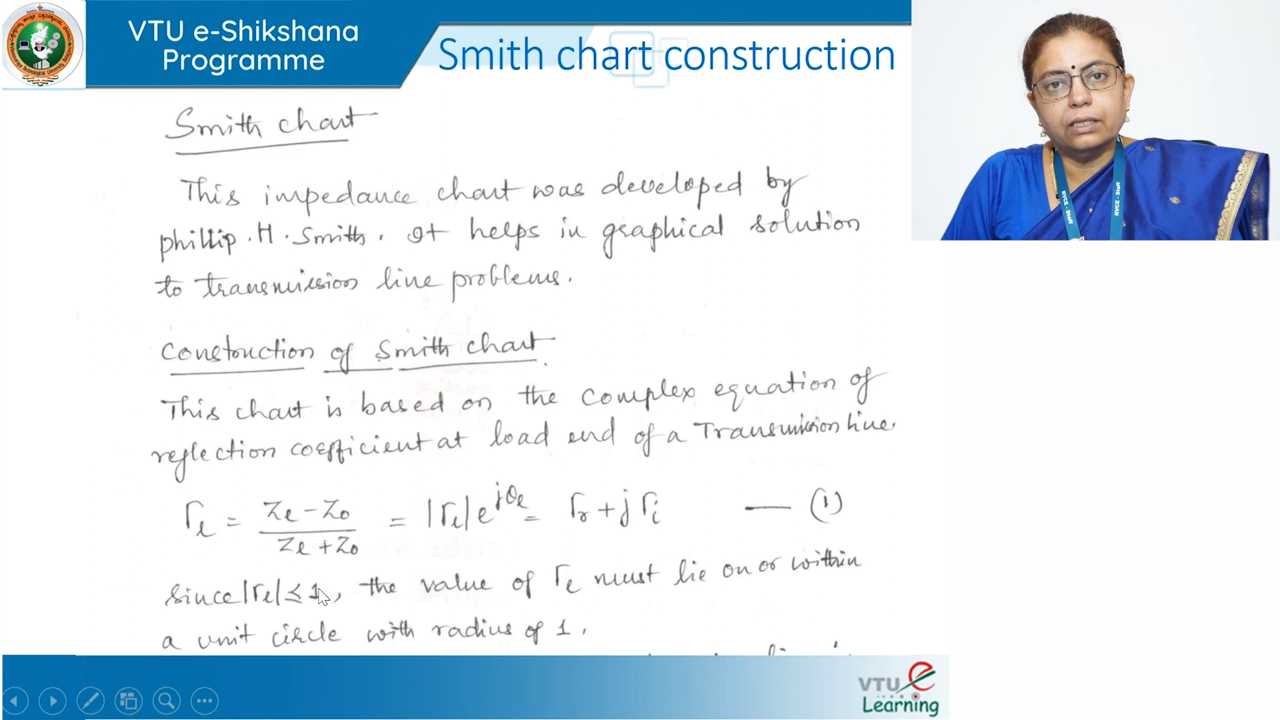 VTU e-Shikshana
Programme
Smith chart construction
Smith chart
This impedance chart was developed by
phillip.H.Smith. It helps in graphical solution
to transmission line problems.
Construction of Smith chart.
This chart is based on the complex equation of
reflection coefficient at load end of a Transmission line.
Γℓ = Zℓ - Z0 / Zℓ + Z0 = |Γℓ| e^jθℓ = Γr + j Γi — (1)
since |Γℓ| ≤ 1, the value of Γℓ must lie on or within
a unit circle with radius of 1.
VTU e
Learning